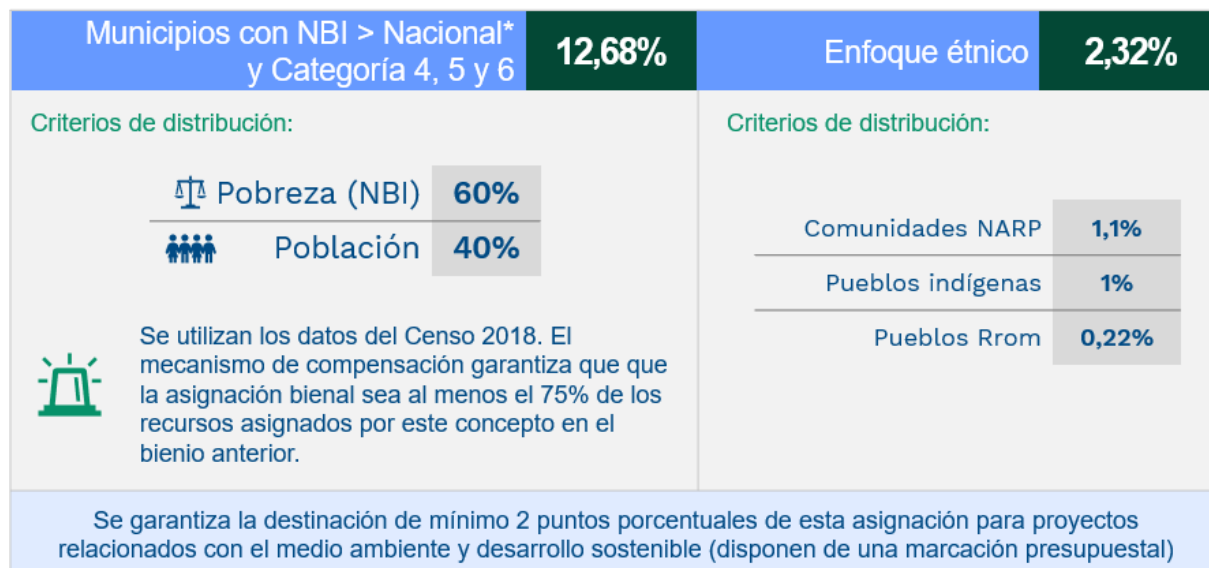 Municipios con NBI > Nacional*
y Categoría 4, 5 y 6
12,68%
Enfoque étnico
2,32%
Criterios de distribución:
Pobreza (NBI) 60%
Población 40%
Se utilizan los datos del Censo 2018. El
mecanismo de compensación garantiza que que
la asignación bienal sea al menos el 75% de los
recursos asignados por este concepto en el
bienio anterior.
Criterios de distribución:
Comunidades NARP 1,1%
Pueblos indígenas 1%
Pueblos Rrom 0,22%
Se garantiza la destinación de mínimo 2 puntos porcentuales de esta asignación para proyectos
relacionados con el medio ambiente y desarrollo sostenible (disponen de una marcación presupuestal)